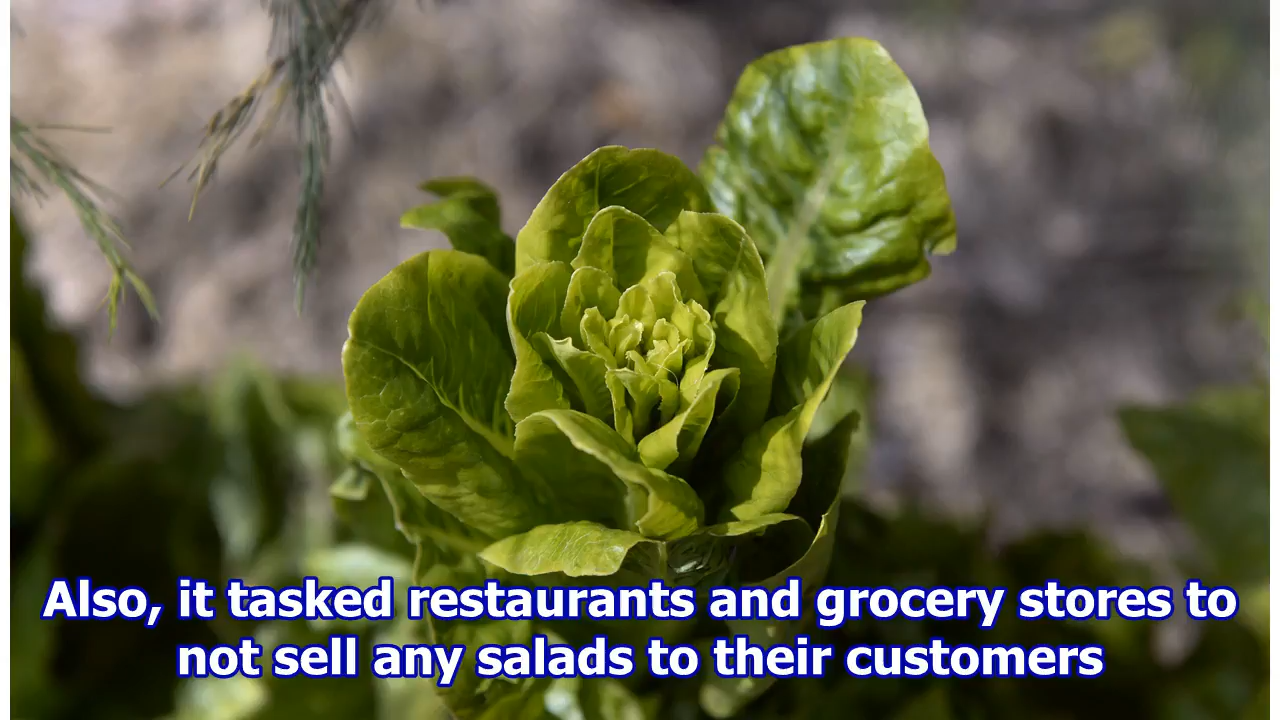 Also, it tasked restaurants and grocery stores to
not sell any salads to their customers